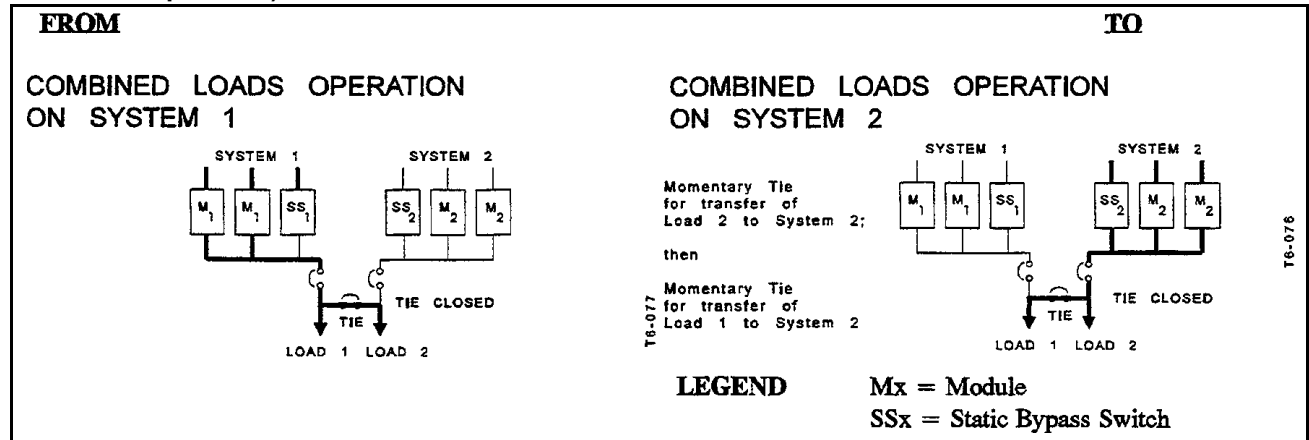 FROM
COMBINED LOADS OPERATION
ON SYSTEM 1
SYSTEM 1
SYSTEM 2
M1
M1
SS1
SS2
M2
M2
TIE CLOSED
TIE
LOAD 1
LOAD 2
T6-077
TO
COMBINED LOADS OPERATION
ON SYSTEM 2
Momentary Tie
for transfer of
Load 2 to System 2;
then
Momentary Tie
for transfer of
Load 1 to System 2
SYSTEM 1
SYSTEM 2
M1
M1
SS1
SS2
M2
M2
TIE CLOSED
TIE
LOAD 1
LOAD 2
T6-076
LEGEND
Mx = Module
SSx = Static Bypass Switch